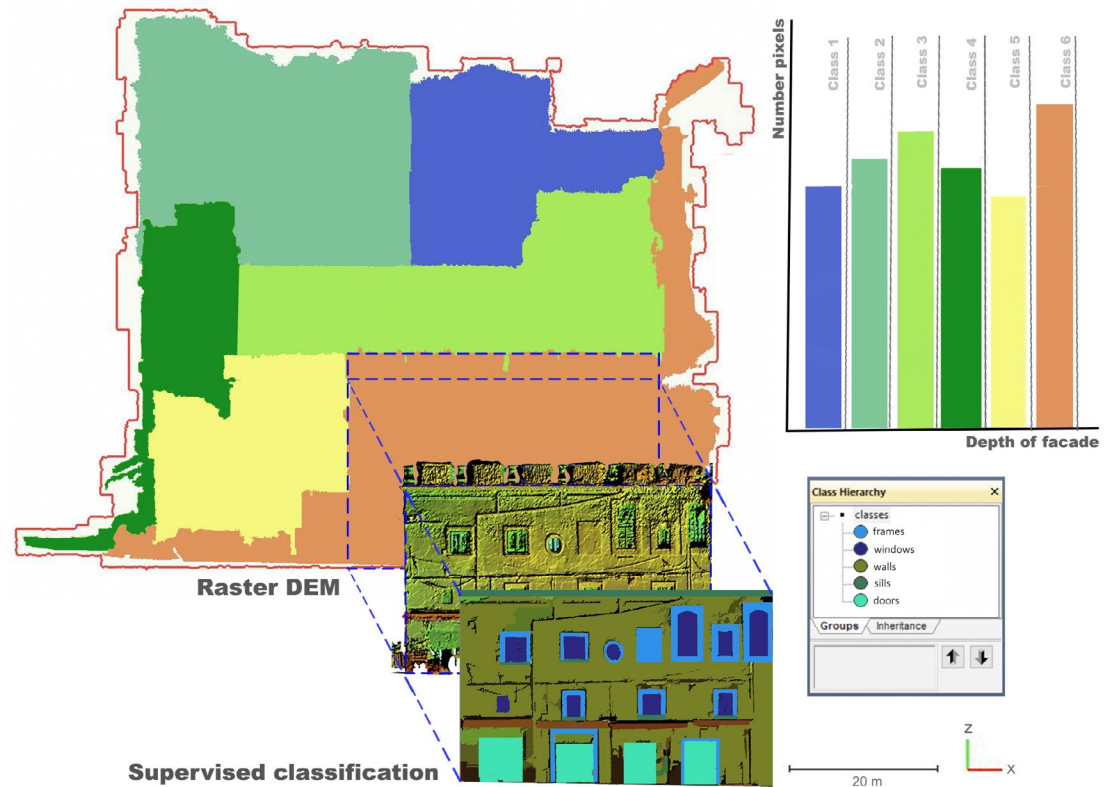 Number pixels
Class 1
Class 2
Class 3
Class 4
Class 5
Class 6
Depth of facade
Raster DEM
Class Hierarchy
classes
frames
windows
walls
sills
doors
Groups
Inheritance
Supervised classification
20 m
Z
X